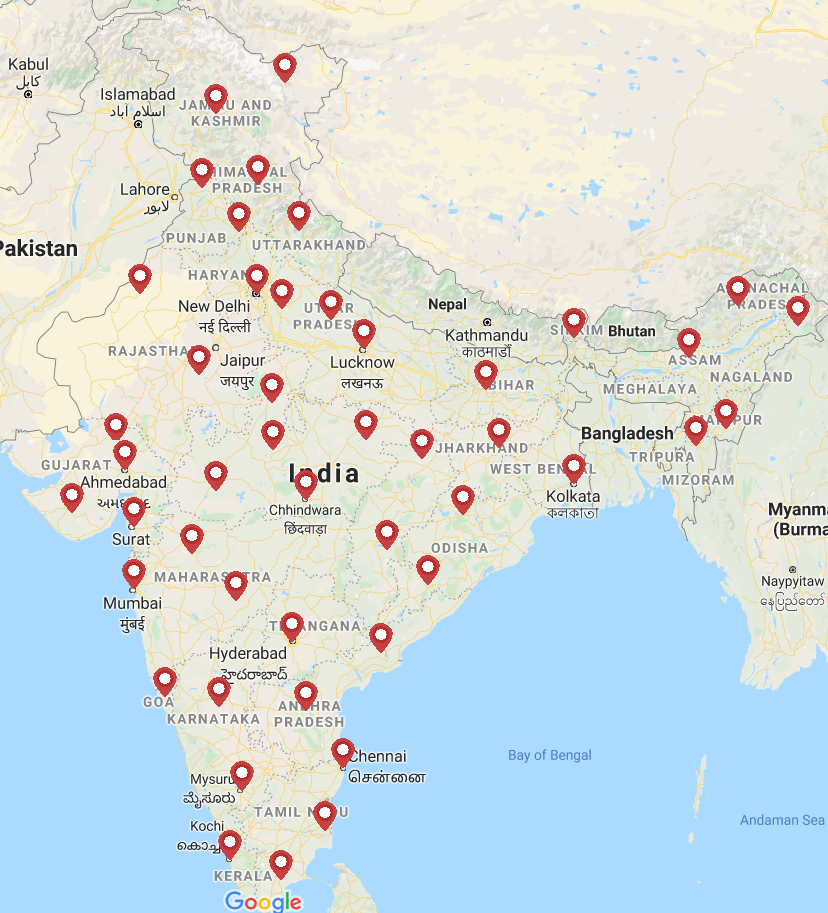 Kabul
کابل
Islamabad
اسلام آباد
JAMMU AND
KASHMIR
HIMACHAL
PRADESH
Lahore
لاہور
PUNJAB
UTTARAKHAND
Pakistan
HARYAN
New Delhi
नई दिल्ली
UTTAR
PRADESH
Nepal
Kathmandu
काठमाडौं
SIKKIM
Bhutan
ARUNACHAL
PRADESH
ASSAM
NAGALAND
MEGHALAYA
MANIPUR
RAJASTHAN
Jaipur
जयपुर
Lucknow
लखनऊ
BIHAR
Bangladesh
TRIPURA
MIZORAM
JHARKHAND
WEST BENGAL
GUJARAT
Ahmedabad
India
Chhindwara
छिंदवाड़ा
Kolkata
কলকাতা
Surat
ODISHA
Myanma
(Burma
Naypyitaw
နေပြည်တော်
MAHARASHTRA
Mumbai
मुंबई
TELANGANA
Hyderabad
హైదరాబాద్
GOA
KARNATAKA
ANDHRA
PRADESH
Chennai
சென்னை
Bay of Bengal
Mysuru
ಮೈಸೂರು
TAMIL NADU
Kochi
Andaman Sea
KERALA
Google